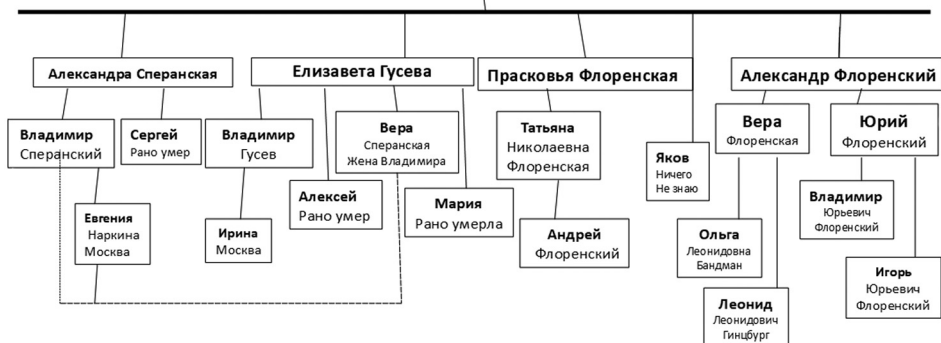 Александра Сперанская
Елизавета Гусева
Прасковья Флоренская
Александр Флоренский
Владимир
Сперанский
Сергей
Рано умер
Владимир
Гусев
Вера
Сперанская
Жена Владимира
Татьяна
Николаевна
Флоренская
Яков
Ничего
Не знаю
Вера
Флоренская
Юрий
Флоренский
Евгения
Наркина
Москва
Ирина
Москва
Алексей
Рано умер
Мария
Рано умерла
Андрей
Флоренский
Ольга
Леонидовна
Бандман
Владимир
Юрьевич
Флоренский
Леонид
Леонидович
Гинцбург
Игорь
Юрьевич
Флоренский